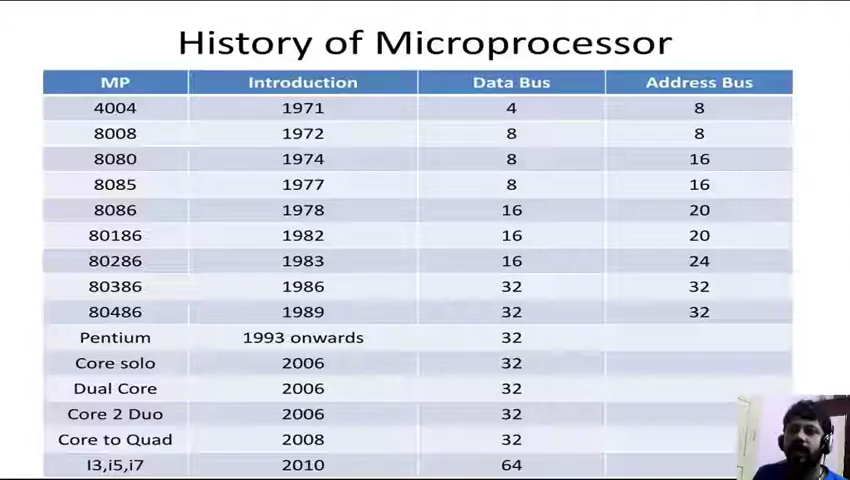 History of Microprocessor
MP Introduction Data Bus Address Bus
4004 1971 4 8
8008 1972 8 8
8080 1974 8 16
8085 1977 8 16
8086 1978 16 20
80186 1982 16 20
80286 1983 16 24
80386 1986 32 32
80486 1989 32 32
Pentium 1993 onwards 32
Core solo 2006 32
Dual Core 2006 32
Core 2 Duo 2006 32
Core to Quad 2008 32
I3,i5,i7 2010 64